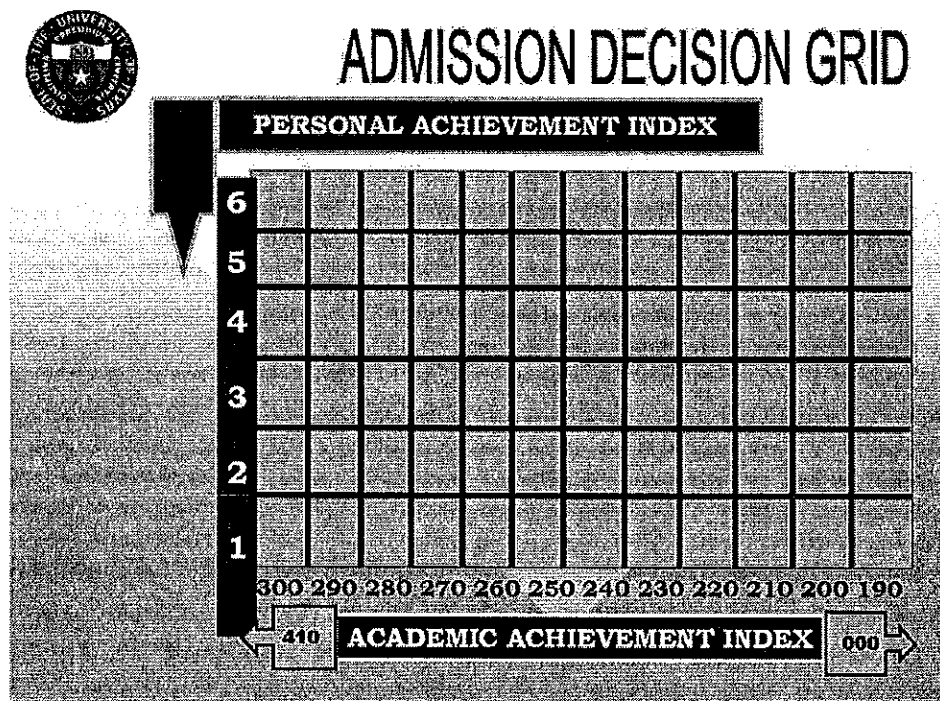 ADMISSION DECISION GRID
PERSONAL ACHIEVEMENT INDEX
6
5
4
3
2
1
300 290 280 270 260 250 240 230 220 210 200 190
410 ACADEMIC ACHIEVEMENT INDEX 000